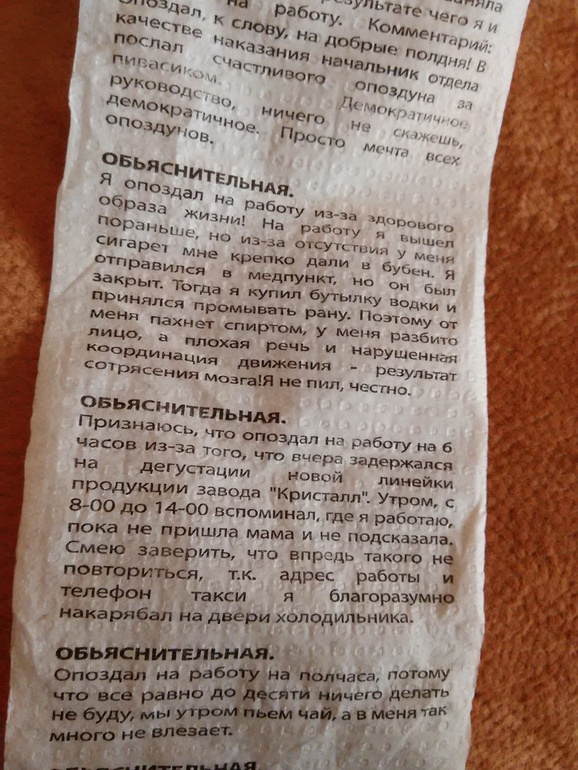 результате чего я и
на работу. Комментарий:
Опоздал, к слову, на добрые полдня! В
качестве наказания начальник отдела
послал счастливого опоздуна за
пивасиком. Демократичное
руководство, ничего не скажешь,
демократичное. Просто мечта всех
опоздунов.
ОБЬЯСНИТЕЛЬНАЯ.
Я опоздал на работу из-за здорового
образа жизни! На работу я вышел
пораньше, но из-за отсутствия у меня
сигарет мне крепко дали в бубен. Я
отправился в медпункт, но он был
закрыт. Тогда я купил бутылку водки и
принялся промывать рану. Поэтому от
меня пахнет спиртом, у меня разбито
лицо, а плохая речь и нарушенная
координация движения - результат
сотрясения мозга!Я не пил, честно.
ОБЬЯСНИТЕЛЬНАЯ.
Признаюсь, что опоздал на работу на 6
часов из-за того, что вчера задержался
на дегустации новой линейки
продукции завода "Кристалл". Утром, с
8-00 до 14-00 вспоминал, где я работаю,
пока не пришла мама и не подсказала.
Смею заверить, что впредь такого не
повториться, т.к. адрес работы и
телефон такси я благоразумно
накарябал на двери холодильника.
ОБЬЯСНИТЕЛЬНАЯ.
Опоздал на работу на полчаса, потому
что все равно до десяти ничего делать
не буду, мы утром пьем чай, а в меня так
много не влезает.
ОБЬЯСНИТЕЛЬНАЯ